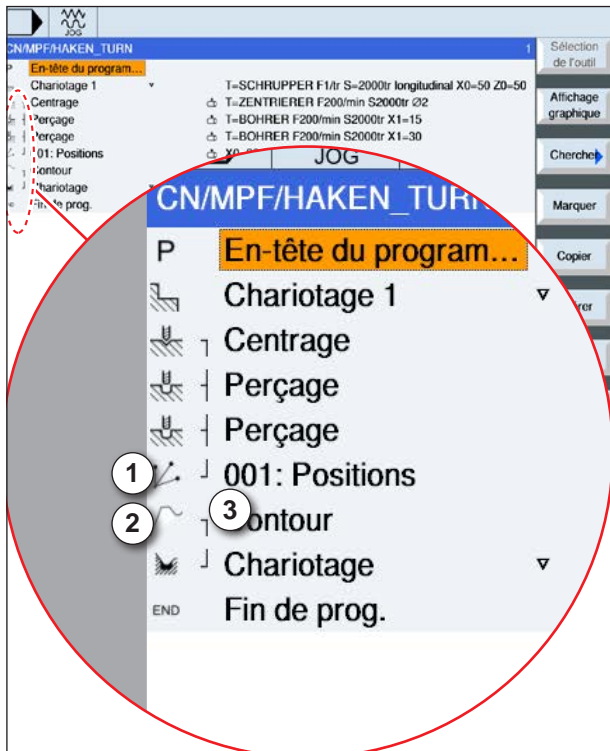 JOG
CN/MPF/HAKEN_TURN 1
P En-tête du program...
Chariotage 1 T=SCHRUPPER F1/tr S=2000tr longitudinal X0=50 Z0=50
Centrage T=ZENTRIERER F200/min S2000tr Ø2
Perçage T=BOHRER F200/min S2000tr X1=15
Perçage T=BOHRER F200/min S2000tr X1=30
001: Positions
Contour
Chariotage
Fin de prog.
Sélection de l'outil
Affichage graphique
Cherche
Marquer
Copier
JOG
CN/MPF/HAKEN_TURN
P En-tête du program...
Chariotage 1
Centrage
Perçage
Perçage
1 001: Positions
2 3 Contour
Chariotage
END Fin de prog.